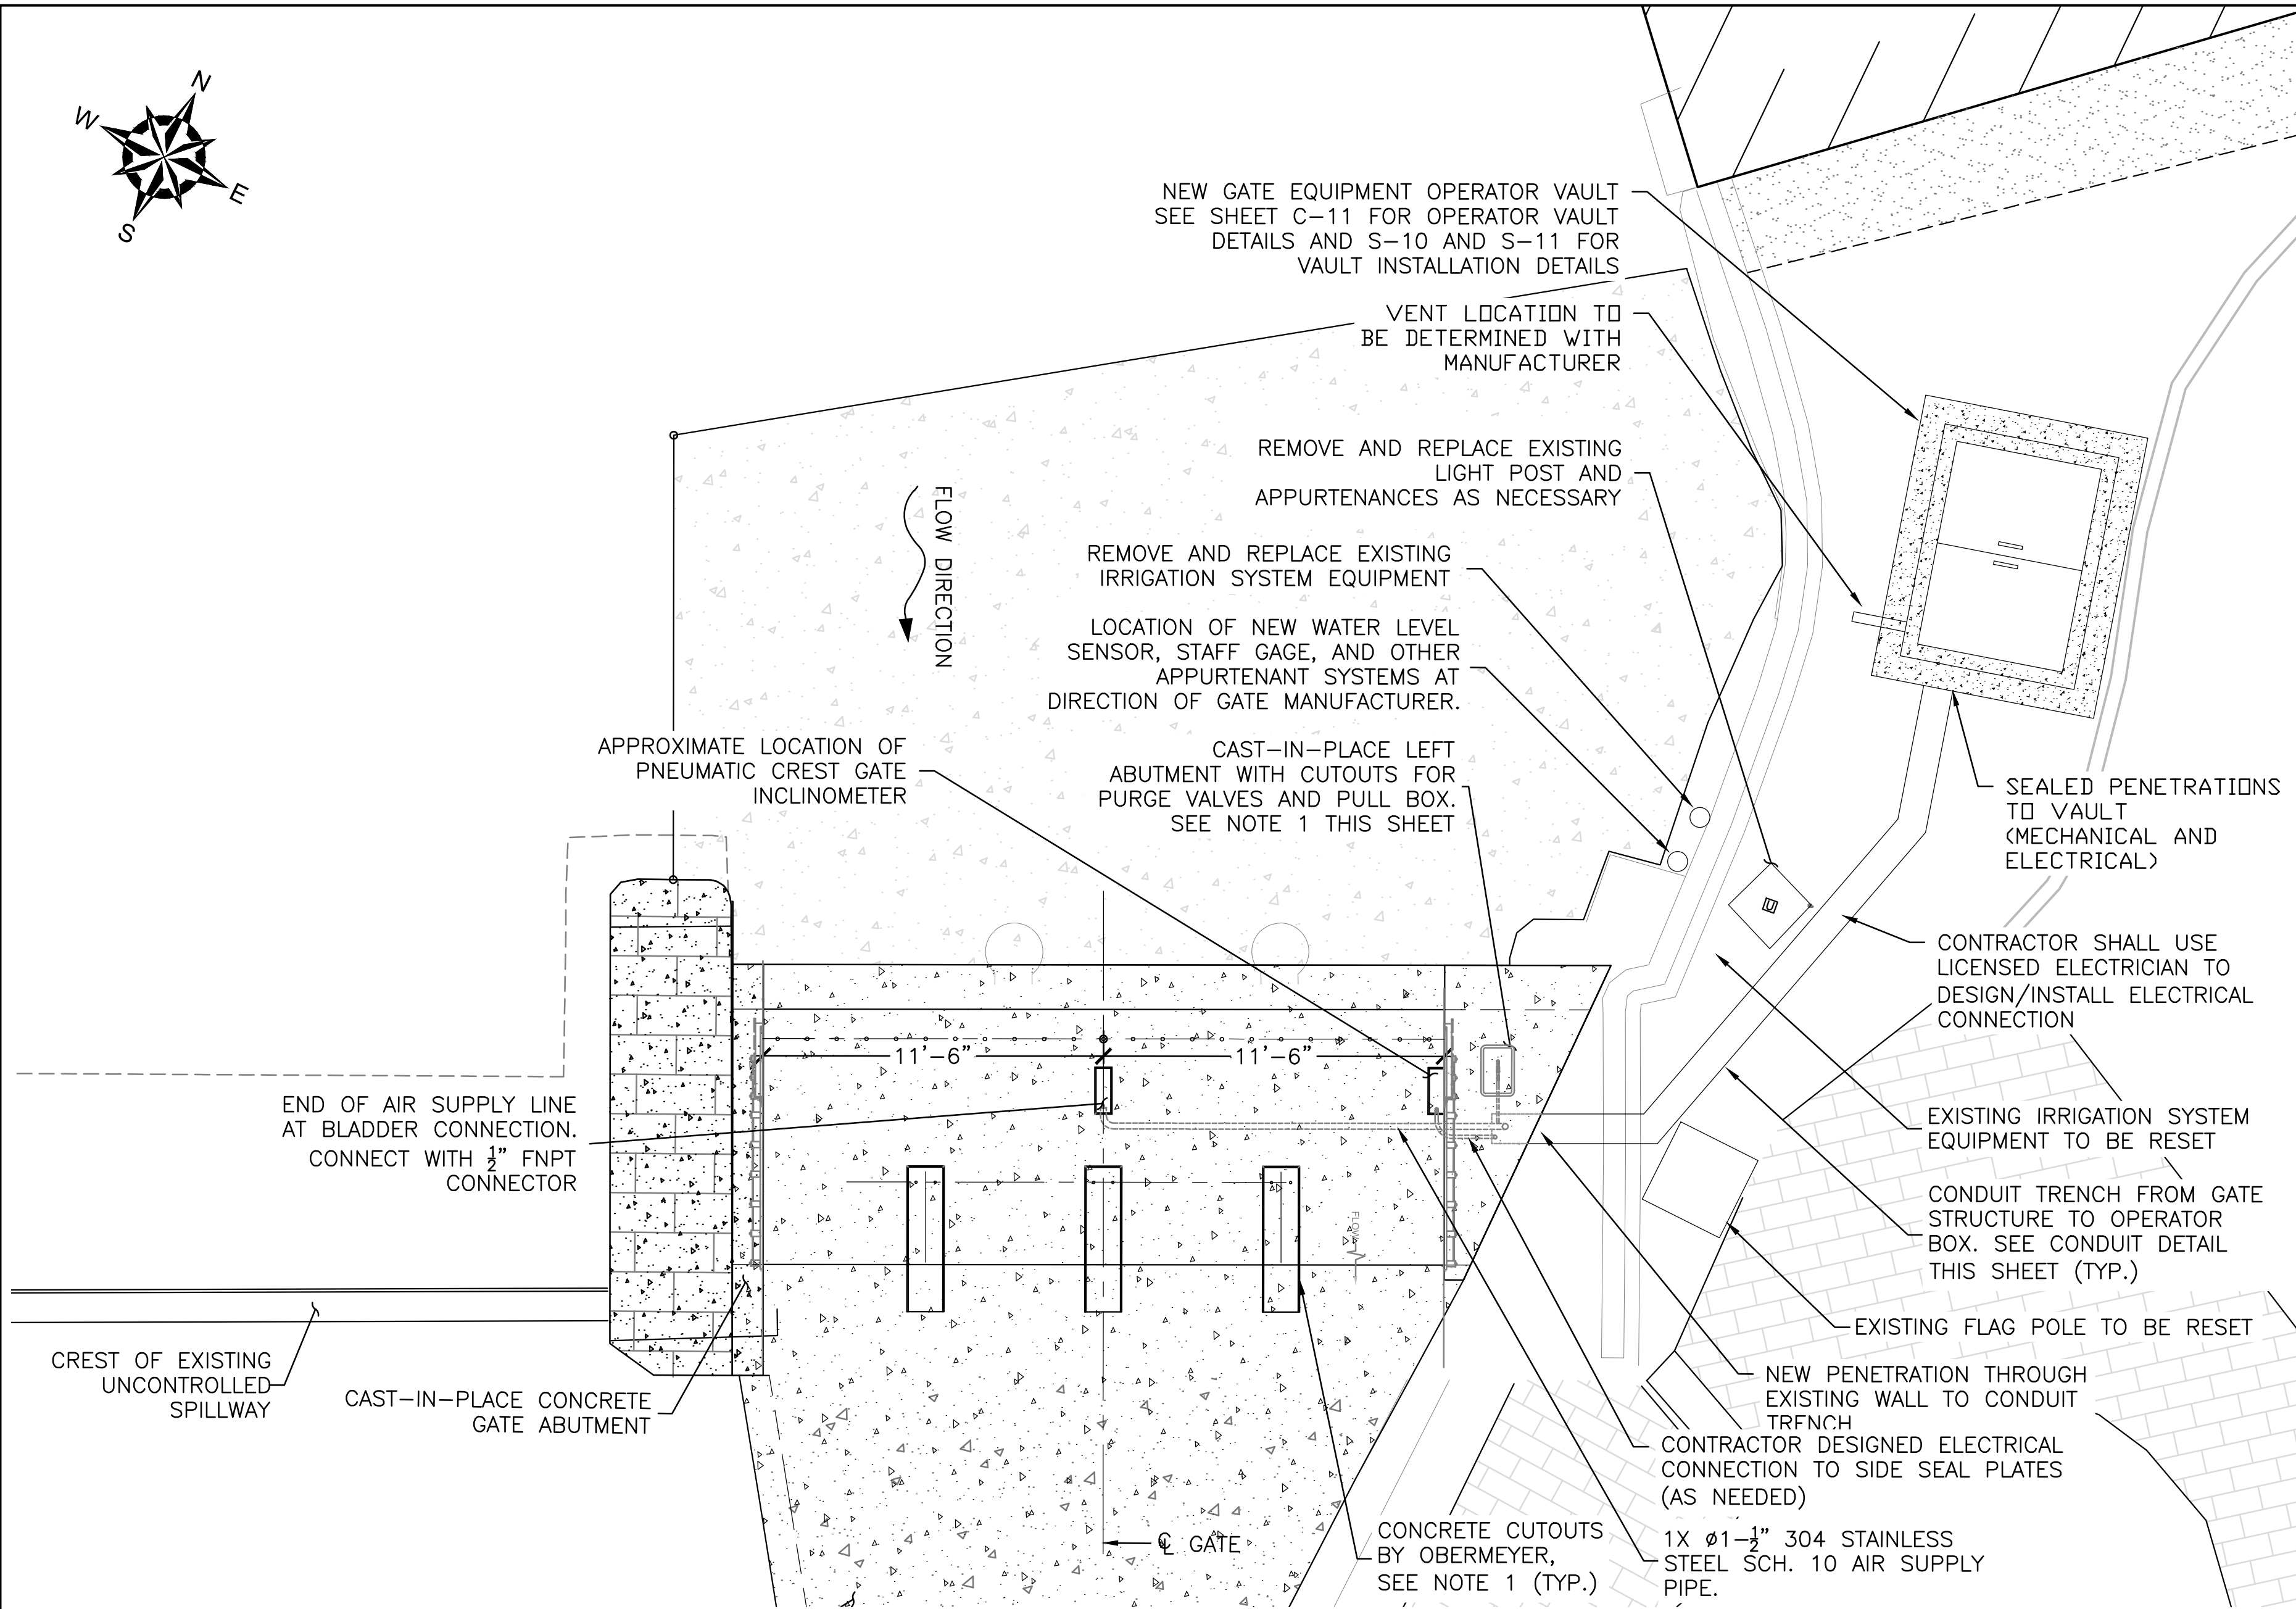 N
W
E
S
NEW GATE EQUIPMENT OPERATOR VAULT
SEE SHEET C-11 FOR OPERATOR VAULT
DETAILS AND S-10 AND S-11 FOR
VAULT INSTALLATION DETAILS
VENT LOCATION TO
BE DETERMINED WITH
MANUFACTURER
REMOVE AND REPLACE EXISTING
LIGHT POST AND
APPURTENANCES AS NECESSARY
FLOW DIRECTION
REMOVE AND REPLACE EXISTING
IRRIGATION SYSTEM EQUIPMENT
LOCATION OF NEW WATER LEVEL
SENSOR, STAFF GAGE, AND OTHER
APPURTENANT SYSTEMS AT
DIRECTION OF GATE MANUFACTURER.
APPROXIMATE LOCATION OF
PNEUMATIC CREST GATE
INCLINOMETER
CAST-IN-PLACE LEFT
ABUTMENT WITH CUTOUTS FOR
PURGE VALVES AND PULL BOX.
SEE NOTE 1 THIS SHEET
SEALED PENETRATIONS
TO VAULT
(MECHANICAL AND
ELECTRICAL)
CONTRACTOR SHALL USE
LICENSED ELECTRICIAN TO
DESIGN/INSTALL ELECTRICAL
CONNECTION
11'-6"
11'-6"
END OF AIR SUPPLY LINE
AT BLADDER CONNECTION.
CONNECT WITH ½" FNPT
CONNECTOR
EXISTING IRRIGATION SYSTEM
EQUIPMENT TO BE RESET
CONDUIT TRENCH FROM GATE
STRUCTURE TO OPERATOR
BOX. SEE CONDUIT DETAIL
THIS SHEET (TYP.)
FLOW
EXISTING FLAG POLE TO BE RESET
CREST OF EXISTING
UNCONTROLLED
SPILLWAY
CAST-IN-PLACE CONCRETE
GATE ABUTMENT
NEW PENETRATION THROUGH
EXISTING WALL TO CONDUIT
TRENCH
CONTRACTOR DESIGNED ELECTRICAL
CONNECTION TO SIDE SEAL PLATES
(AS NEEDED)
℄ GATE
CONCRETE CUTOUTS
BY OBERMEYER,
SEE NOTE 1 (TYP.)
1X ø1-½" 304 STAINLESS
STEEL SCH. 10 AIR SUPPLY
PIPE.